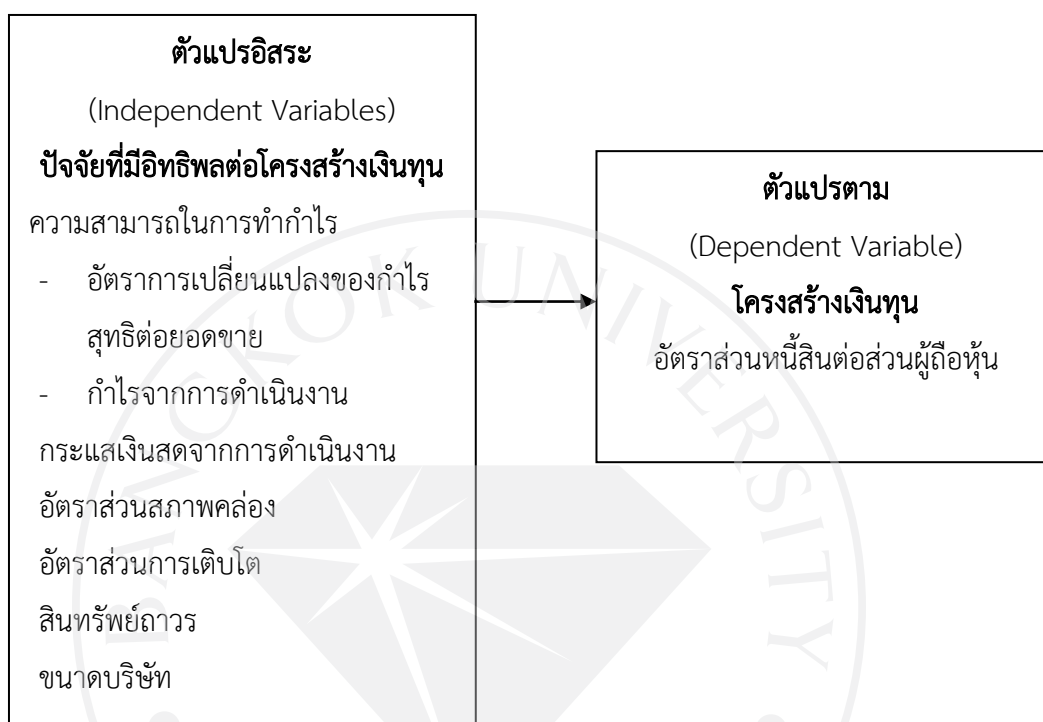 ตัวแปรอิสระ
(Independent Variables)
ปัจจัยที่มีอิทธิพลต่อโครงสร้างเงินทุน
ความสามารถในการทำกำไร
- อัตราการเปลี่ยนแปลงของกำไร
สุทธิต่อยอดขาย
- กำไรจากการดำเนินงาน
กระแสเงินสดจากการดำเนินงาน
อัตราส่วนสภาพคล่อง
อัตราส่วนการเติบโต
สินทรัพย์ถาวร
ขนาดบริษัท
ตัวแปรตาม
(Dependent Variable)
โครงสร้างเงินทุน
อัตราส่วนหนี้สินต่อส่วนผู้ถือหุ้น
BANGKOK UNIVERSITY